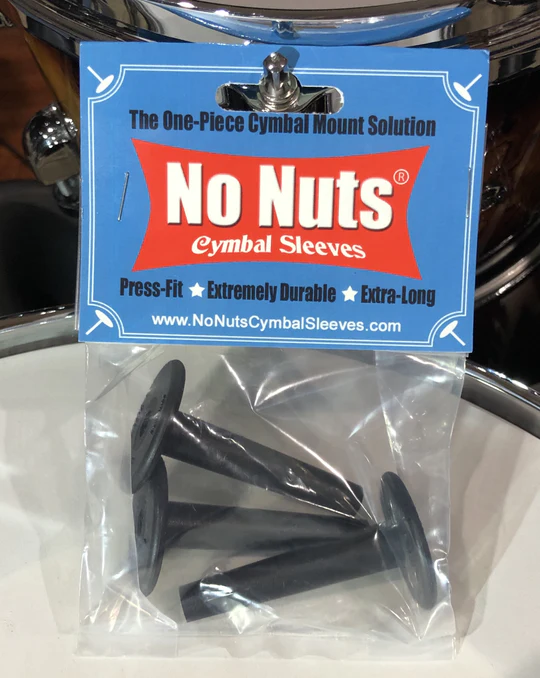 The One-Piece Cymbal Mount Solution
No Nuts®
Cymbal Sleeves
Press-Fit ★ Extremely Durable ★ Extra-Long
www.NoNutsCymbalSleeves.com